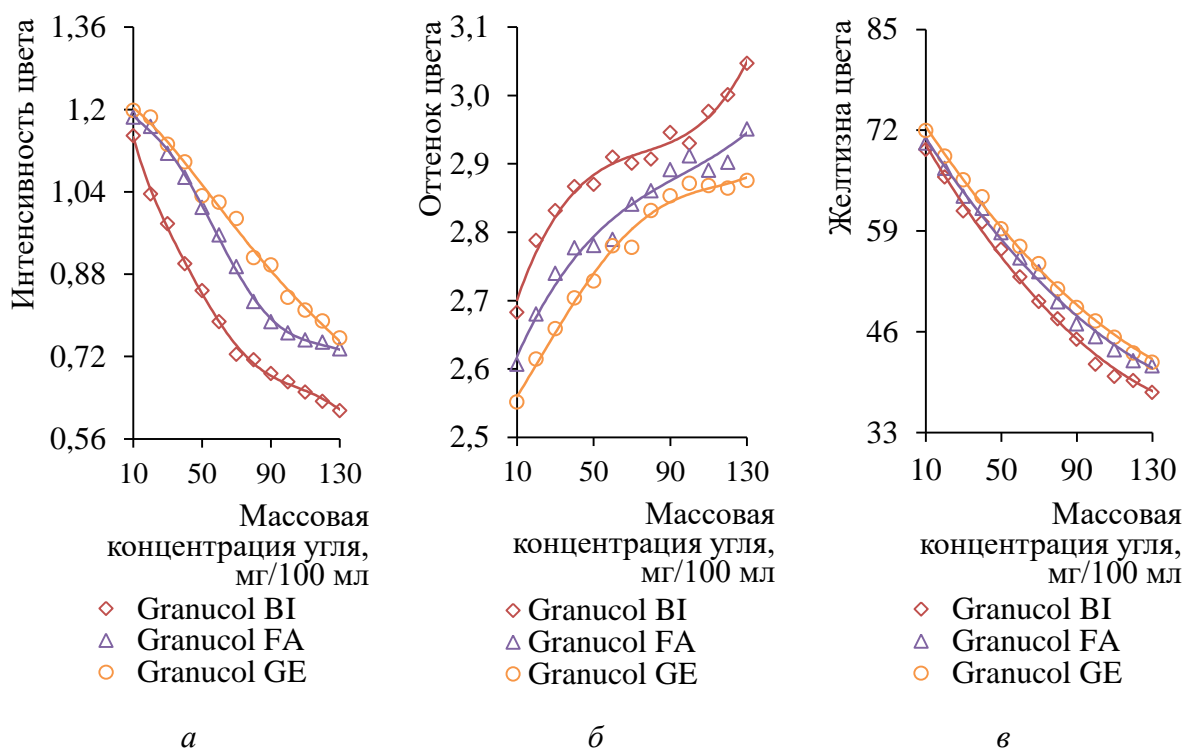 Интенсивность цвета
1,36
1,2
1,04
0,88
0,72
0,56
10 50 90 130
Массовая
концентрация угля,
мг/100 мл
Granucol BI
Granucol FA
Granucol GE
а
Оттенок цвета
3,1
3,0
2,9
2,8
2,7
2,6
2,5
10 50 90 130
Массовая
концентрация угля,
мг/100 мл
Granucol BI
Granucol FA
Granucol GE
б
Желтизна цвета
85
72
59
46
33
10 50 90 130
Массовая
концентрация угля,
мг/100 мл
Granucol BI
Granucol FA
Granucol GE
в